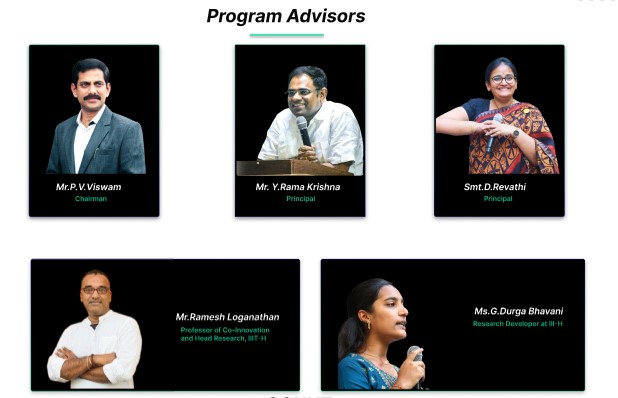 Program Advisors
Mr.P.V.Viswam
Chairman
Mr. Y.Rama Krishna
Principal
Smt.D.Revathi
Principal
Mr.Ramesh Loganathan
Professor of Co-Innovation
and Head Research, IIIT-H
Ms.G.Durga Bhavani
Research Developer at III-H